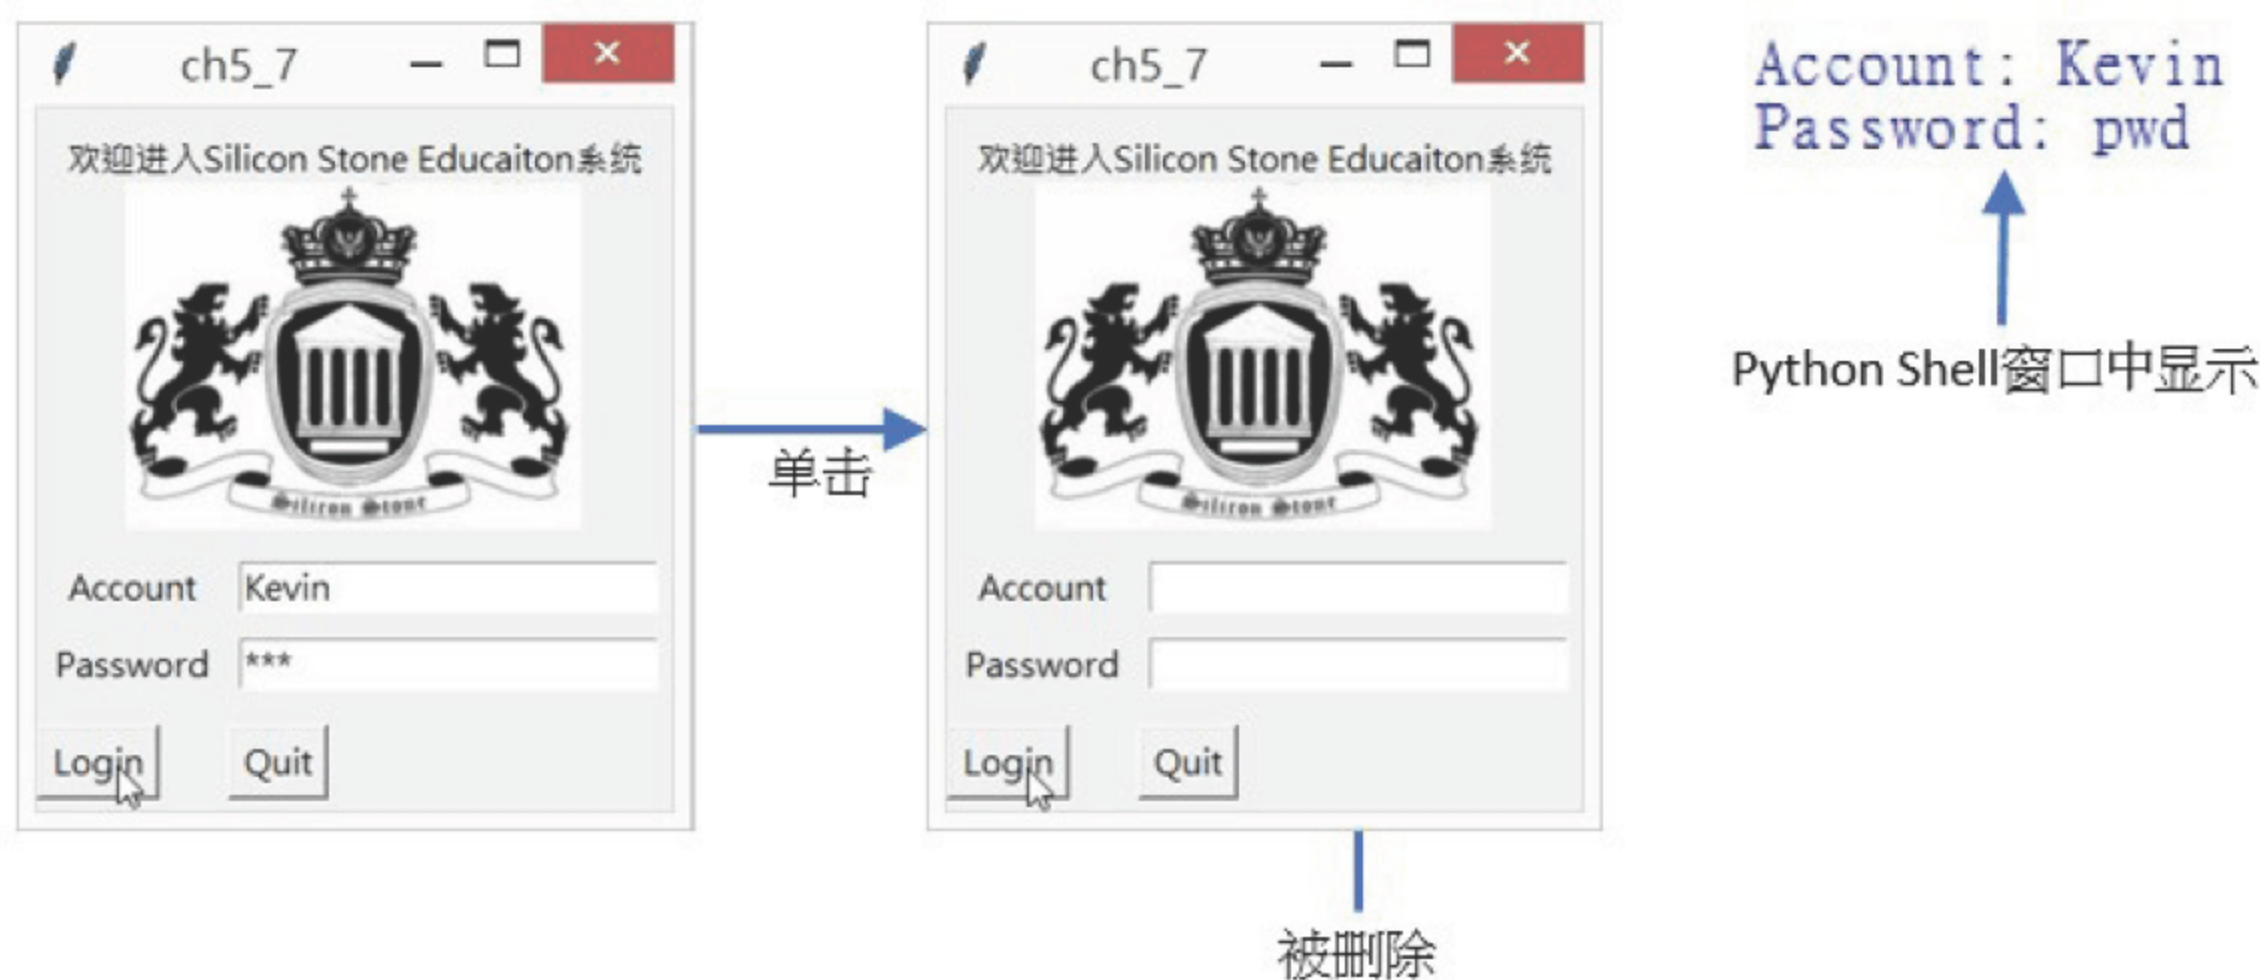 ch5_7
欢迎进入Silicon Stone Educaiton系统
Silicon Stone
Account Kevin
Password ***
Login Quit
单击
ch5_7
欢迎进入Silicon Stone Educaiton系统
Silicon Stone
Account
Password
Login Quit
被删除
Account: Kevin
Password: pwd
Python Shell窗口中显示